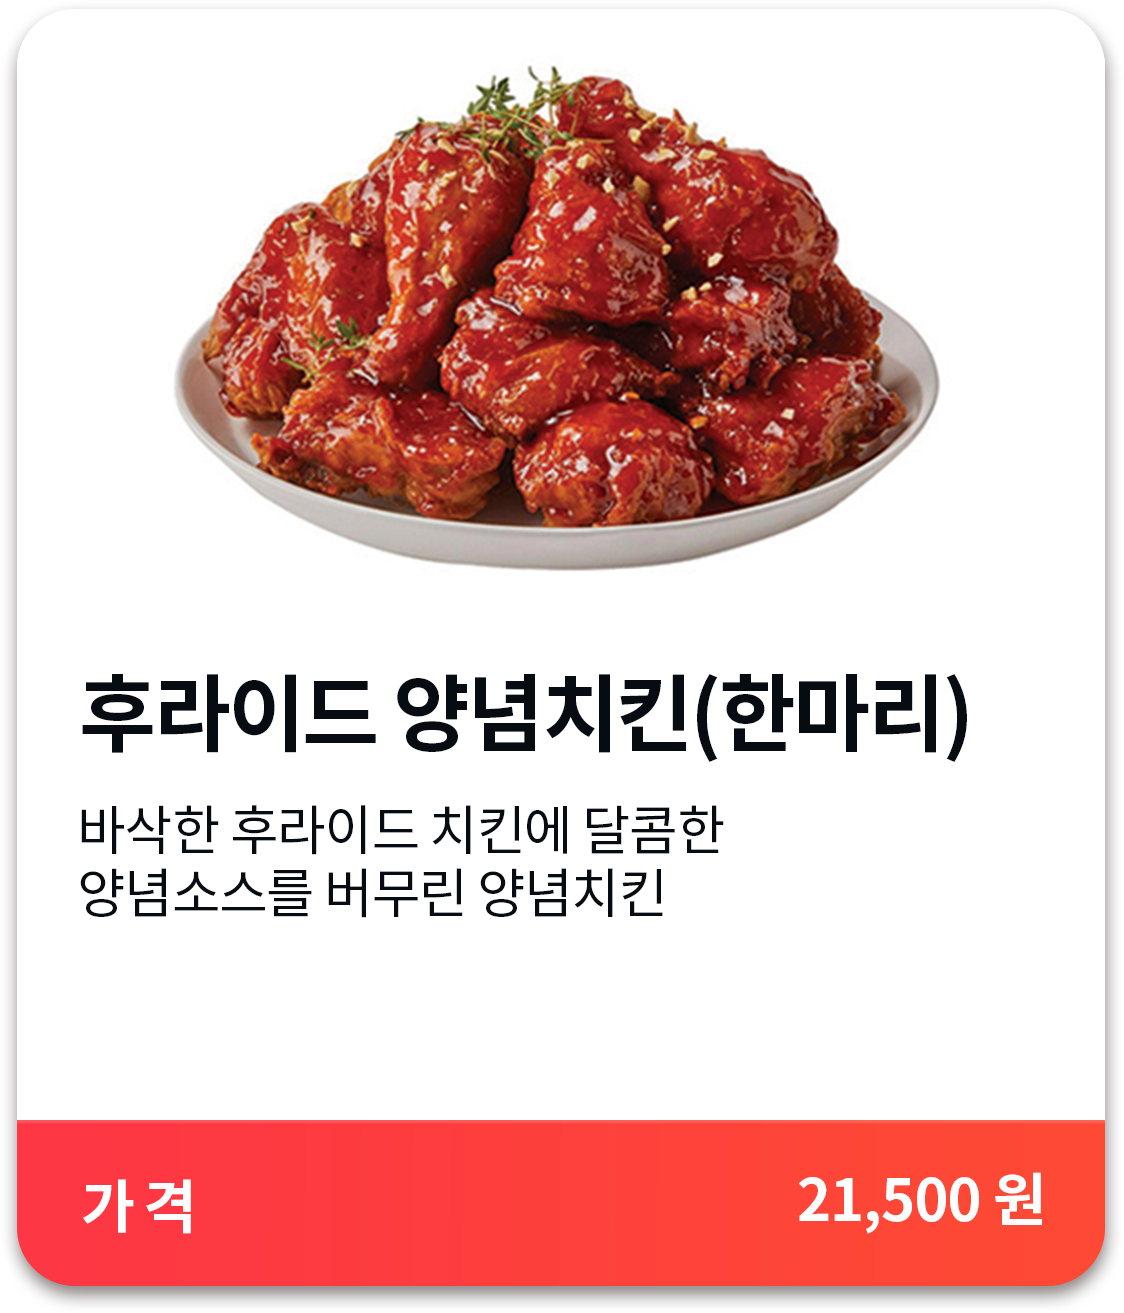 후라이드 양념치킨(한마리)
바삭한 후라이드 치킨에 달콤한
양념소스를 버무린 양념치킨
가 격
21,500 원